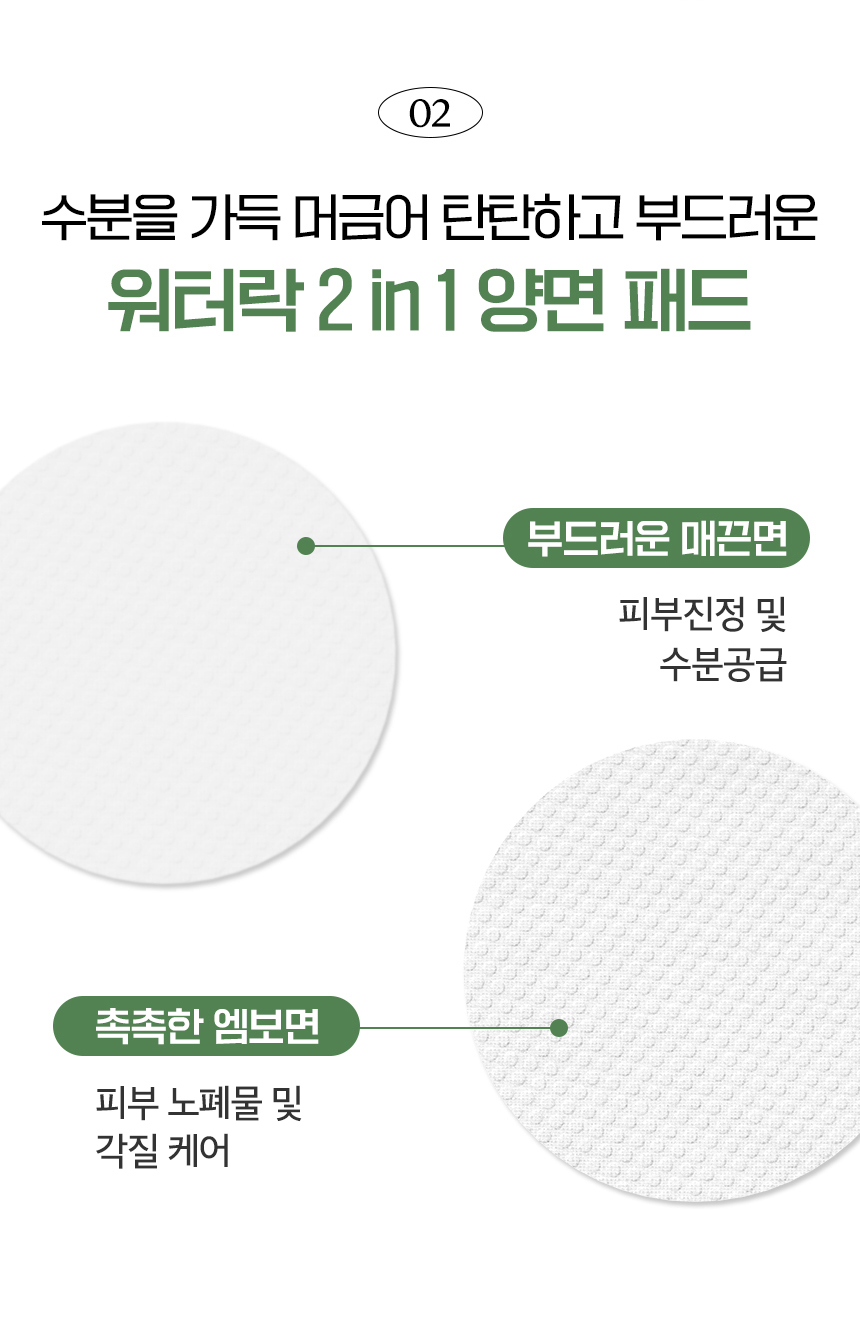 02
수분을 가득 머금어 탄탄하고 부드러운
워터락 2 in 1 양면 패드
부드러운 매끈면
피부진정 및
수분공급
촉촉한 엠보면
피부 노폐물 및
각질 케어